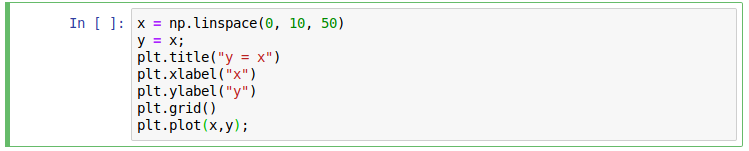 In [ ]: x = np.linspace(0, 10, 50)
y = x;
plt.title("y = x")
plt.xlabel("x")
plt.ylabel("y")
plt.grid()
plt.plot(x,y);